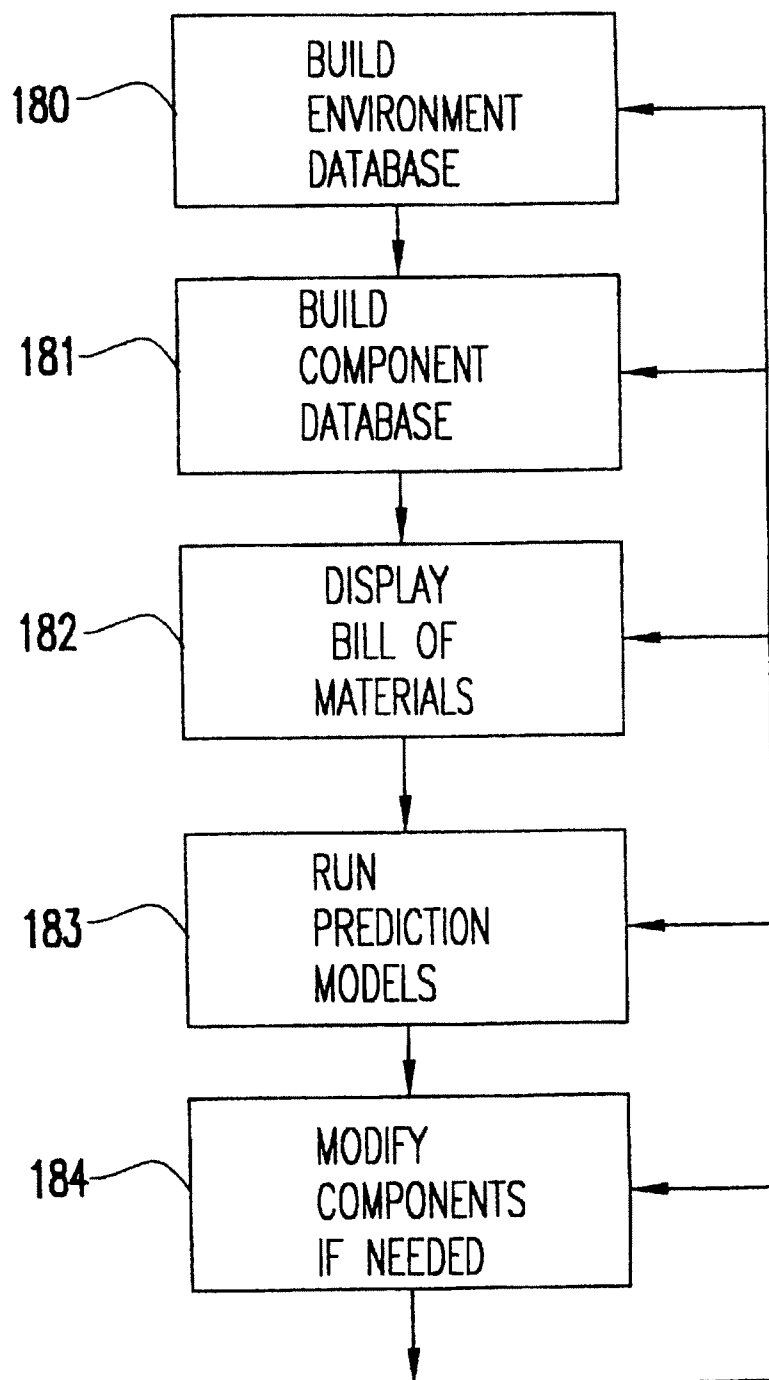 180
BUILD
ENVIRONMENT
DATABASE
181
BUILD
COMPONENT
DATABASE
182
DISPLAY
BILL OF
MATERIALS
183
RUN
PREDICTION
MODELS
184
MODIFY
COMPONENTS
IF NEEDED